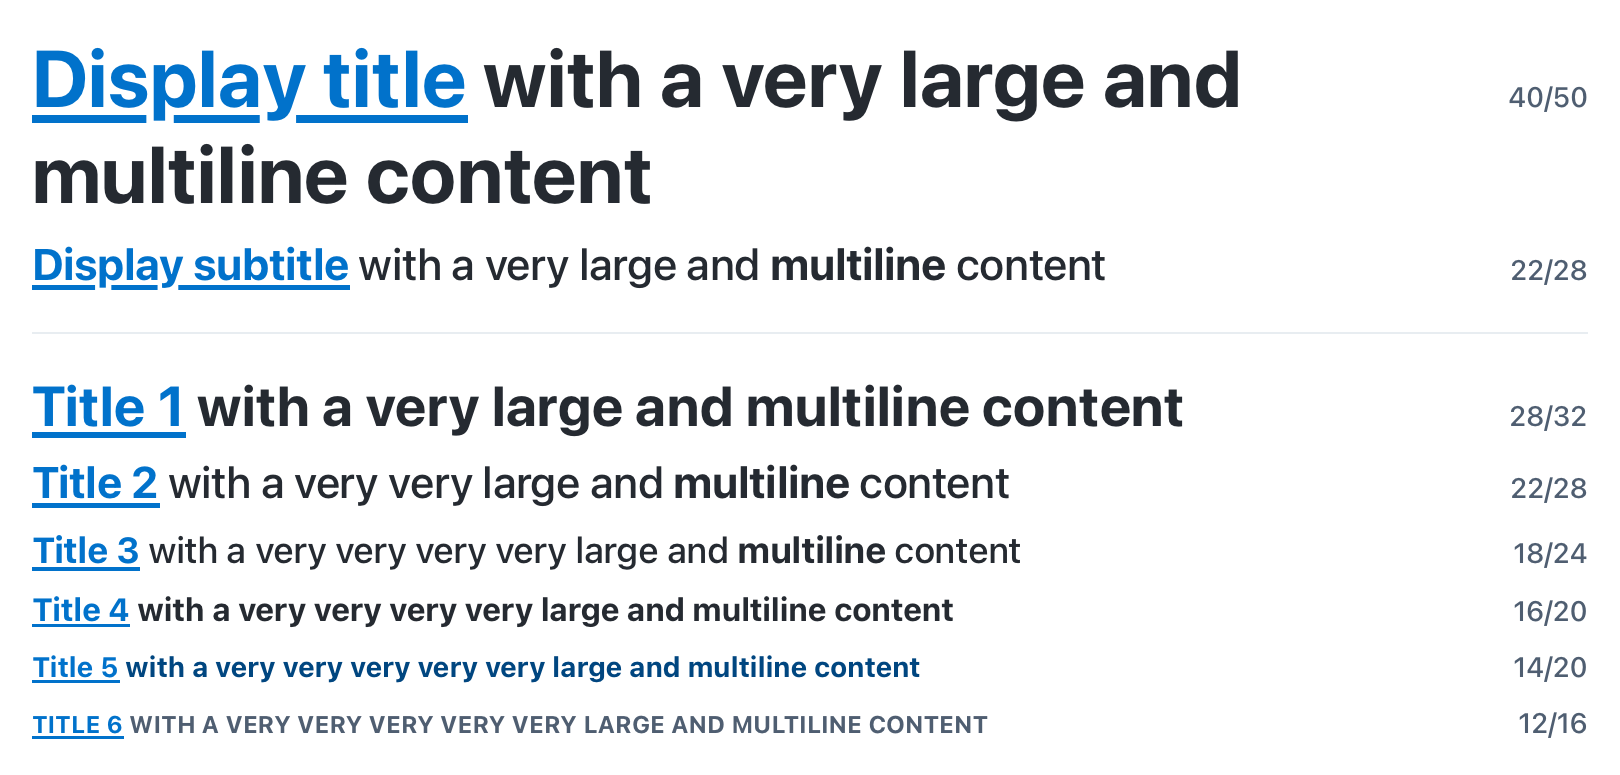 Display title with a very large and 40/50
multiline content
Display subtitle with a very large and multiline content 22/28
Title 1 with a very large and multiline content 28/32
Title 2 with a very very large and multiline content 22/28
Title 3 with a very very very very large and multiline content 18/24
Title 4 with a very very very very large and multiline content 16/20
Title 5 with a very very very very very large and multiline content 14/20
TITLE 6 WITH A VERY VERY VERY VERY VERY LARGE AND MULTILINE CONTENT 12/16